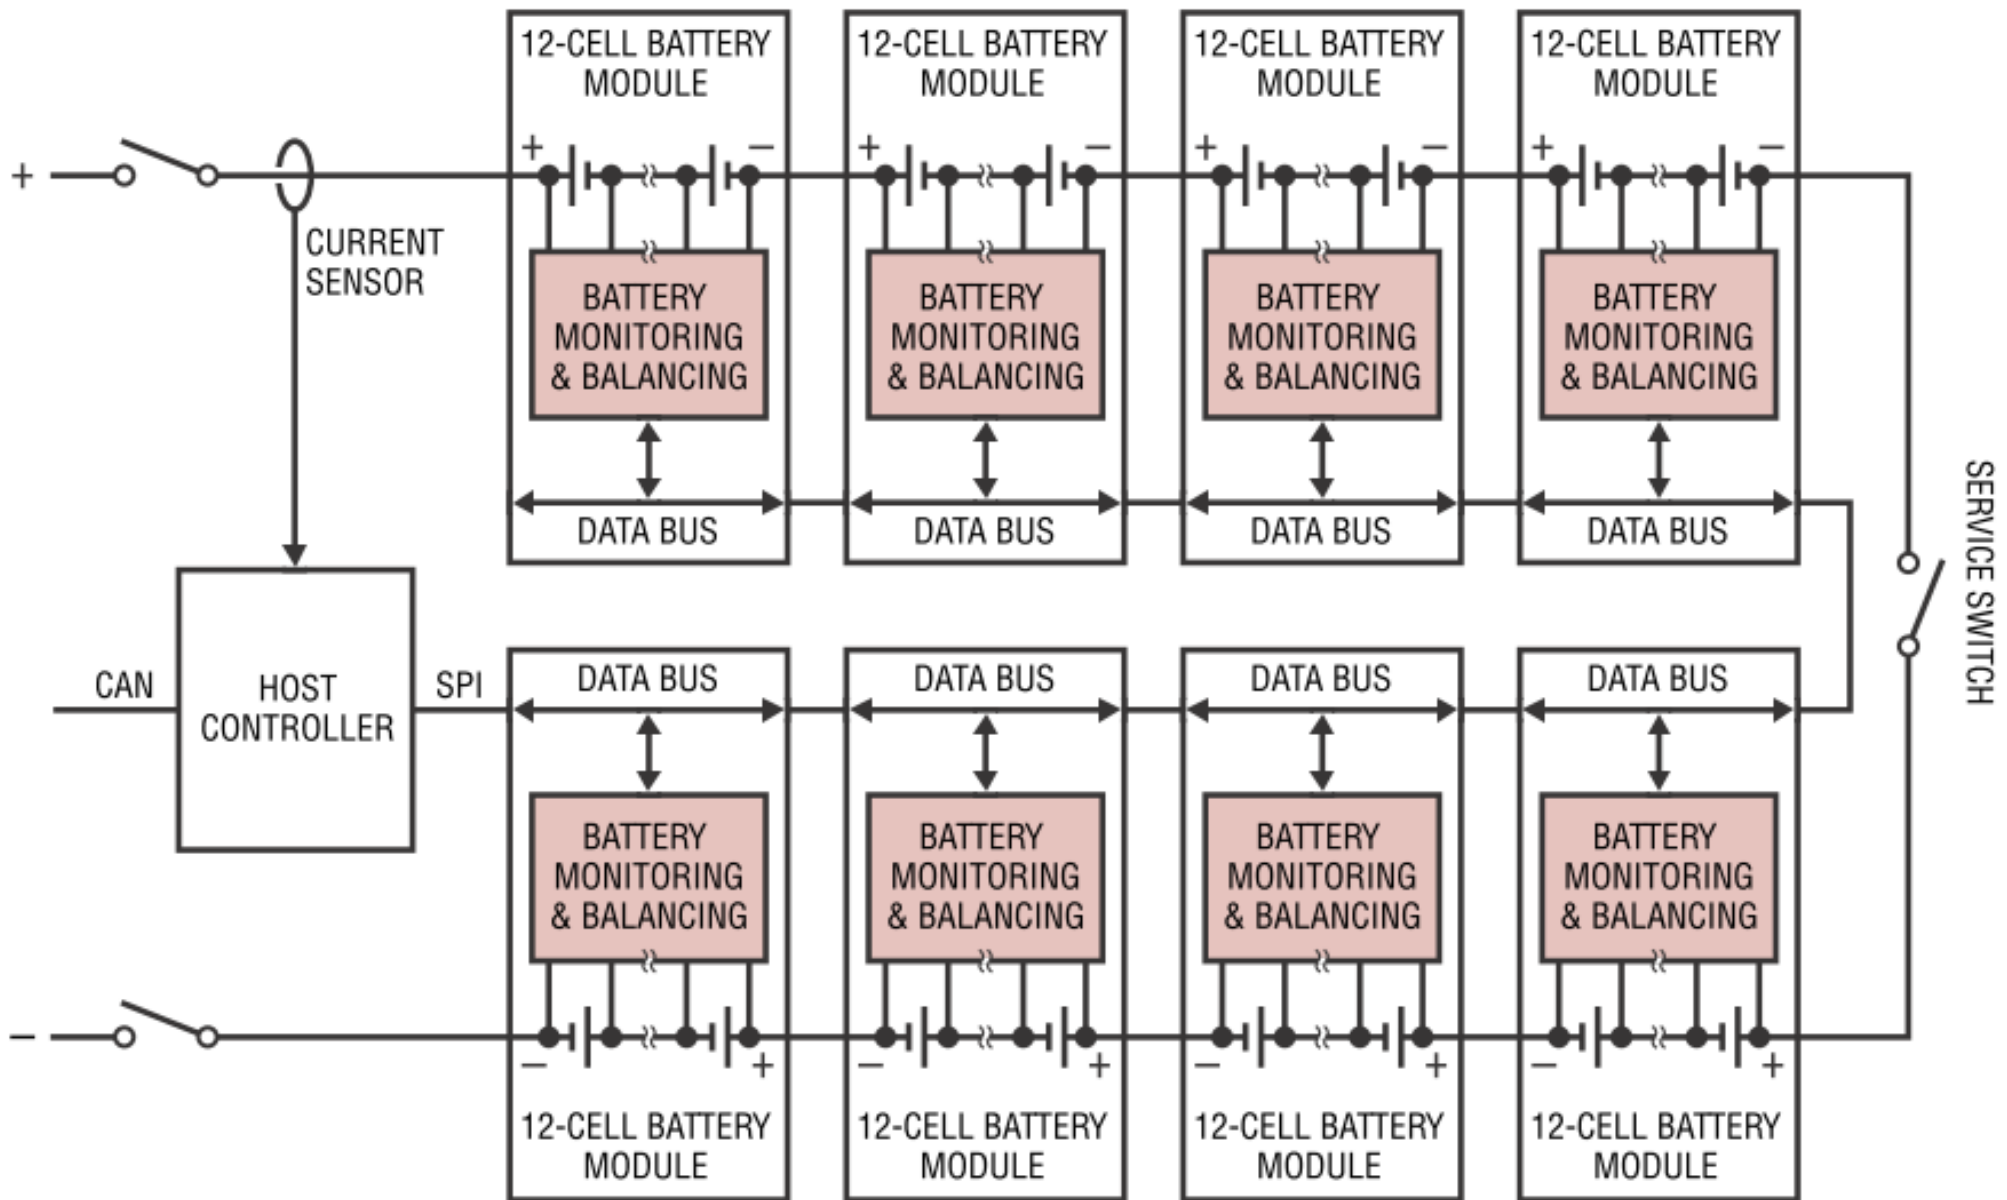 12-CELL BATTERY
MODULE
12-CELL BATTERY
MODULE
12-CELL BATTERY
MODULE
12-CELL BATTERY
MODULE
+
+ −
+ −
+ −
+ −
CURRENT
SENSOR
BATTERY
MONITORING
& BALANCING
BATTERY
MONITORING
& BALANCING
BATTERY
MONITORING
& BALANCING
BATTERY
MONITORING
& BALANCING
DATA BUS
DATA BUS
DATA BUS
DATA BUS
SERVICE SWITCH
CAN
HOST
CONTROLLER
SPI
DATA BUS
DATA BUS
DATA BUS
DATA BUS
BATTERY
MONITORING
& BALANCING
BATTERY
MONITORING
& BALANCING
BATTERY
MONITORING
& BALANCING
BATTERY
MONITORING
& BALANCING
−
− +
− +
− +
− +
12-CELL BATTERY
MODULE
12-CELL BATTERY
MODULE
12-CELL BATTERY
MODULE
12-CELL BATTERY
MODULE